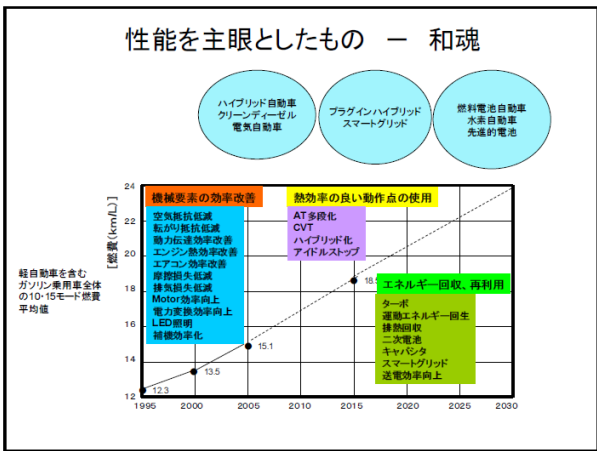 性能を主眼としたもの － 和魂
ハイブリッド自動車
クリーンディーゼル
電気自動車
プラグインハイブリッド
スマートグリッド
燃料電池自動車
水素自動車
先進的電池
軽自動車を含む
ガソリン乗用車全体
の10・15モード燃費
平均値
[燃費(km/L)]
24
22
20
18
16
14
12
機械要素の効率改善
空気抵抗低減
転がり抵抗低減
動力伝達効率改善
エンジン熱効率改善
エアコン効率改善
摩擦損失低減
排気損失低減
Motor効率向上
電力変換効率向上
LED照明
補機効率化
熱効率の良い動作点の使用
AT多段化
CVT
ハイブリッド化
アイドルストップ
エネルギー回収、再利用
ターボ
運動エネルギー回生
排熱回収
二次電池
キャパシタ
スマートグリッド
送電効率向上
12.3
13.5
15.1
1995 2000 2005 2010 2015 2020 2025 2030